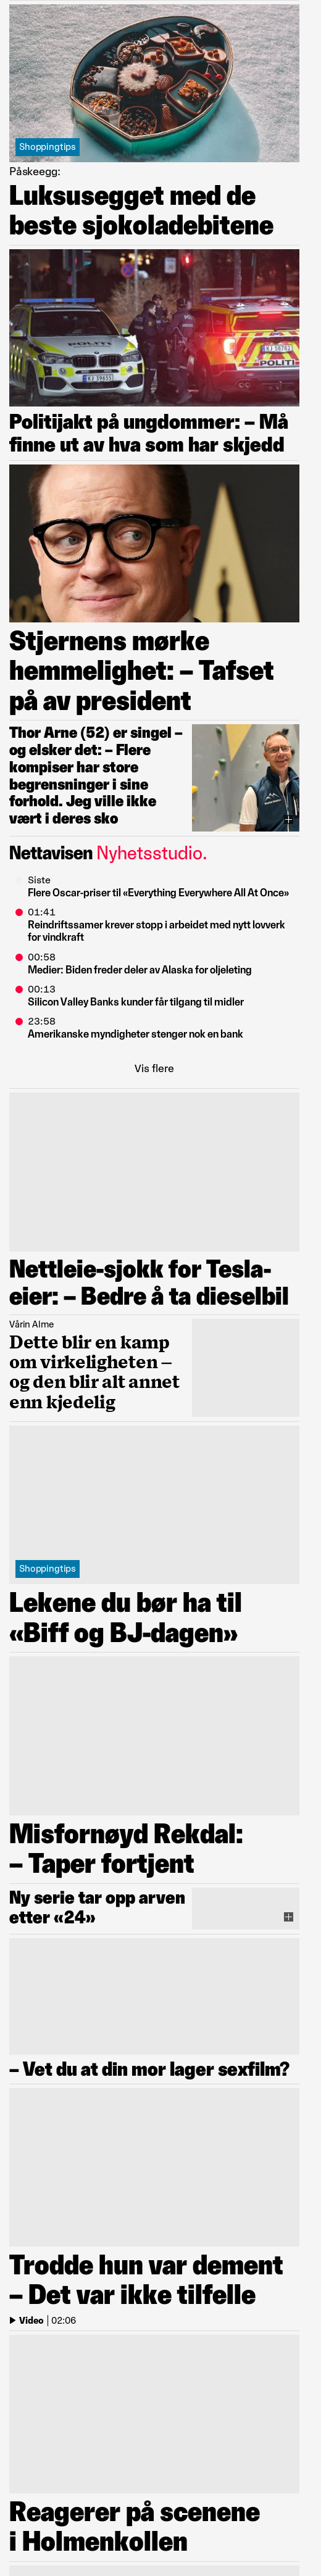 Shoppingtips
Påskeegg:
Luksusegget med de
beste sjokoladebitene
POLITI
KJ 59655
POLITI
Politijakt på ungdommer: – Må
finne ut av hva som har skjedd
Stjernens mørke
hemmelighet: – Tafset
på av president
Thor Arne (52) er singel –
og elsker det: – Flere
kompiser har store
begrensninger i sine
forhold. Jeg ville ikke
vært i deres sko
Nettavisen Nyhetsstudio.
Siste
Flere Oscar-priser til «Everything Everywhere All At Once»
01:41
Reindriftssamer krever stopp i arbeidet med nytt lovverk
for vindkraft
00:58
Medier: Biden freder deler av Alaska for oljeleting
00:13
Silicon Valley Banks kunder får tilgang til midler
23:58
Amerikanske myndigheter stenger nok en bank
Vis flere
Nettleie-sjokk for Tesla-
eier: – Bedre å ta dieselbil
Vårin Alme
Dette blir en kamp
om virkeligheten –
og den blir alt annet
enn kjedelig
Shoppingtips
Lekene du bør ha til
«Biff og BJ-dagen»
Misfornøyd Rekdal:
– Taper fortjent
Ny serie tar opp arven
etter «24»
– Vet du at din mor lager sexfilm?
Trodde hun var dement
– Det var ikke tilfelle
Video | 02:06
Reagerer på scenene
i Holmenkollen